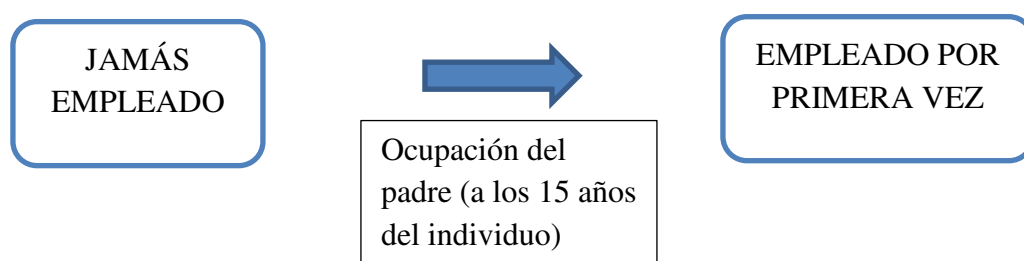 JAMÁS
EMPLEADO
EMPLEADO POR
PRIMERA VEZ
Ocupación del
padre (a los 15 años
del individuo)